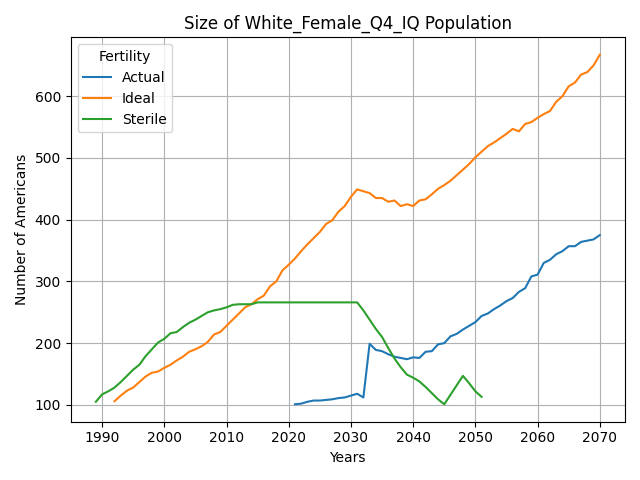 Size of White_Female_Q4_IQ Population
Fertility
Actual
Ideal
Sterile
Number of Americans
600
500
400
300
200
100
1990 2000 2010 2020 2030 2040 2050 2060 2070
Years